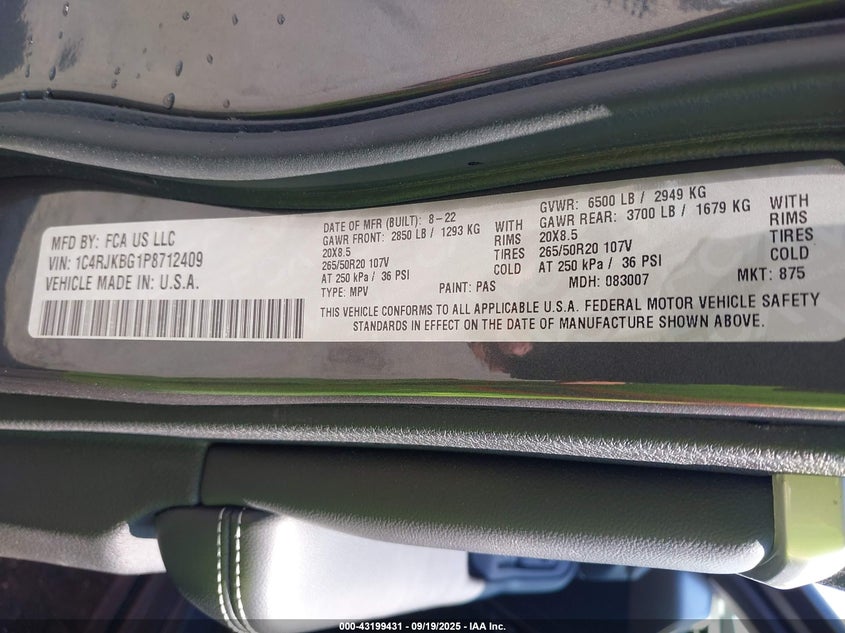 MFD BY: FCA US LLC
VIN: 1C4RJKBG1P8712409
VEHICLE MADE IN: U.S.A.
DATE OF MFR (BUILT): 8-22
GAWR FRONT: 2850 LB / 1293 KG WITH
20X8.5 RIMS
265/50R20 107V TIRES
AT 250 kPa / 36 PSI COLD
TYPE: MPV PAINT: PAS
GVWR: 6500 LB / 2949 KG
GAWR REAR: 3700 LB / 1679 KG WITH
20X8.5 RIMS
265/50R20 107V TIRES
AT 250 kPa / 36 PSI COLD
MDH: 083007 MKT: 875
THIS VEHICLE CONFORMS TO ALL APPLICABLE U.S.A. FEDERAL MOTOR VEHICLE SAFETY
STANDARDS IN EFFECT ON THE DATE OF MANUFACTURE SHOWN ABOVE.
000-43199431 - 09/19/2025 - IAA Inc.